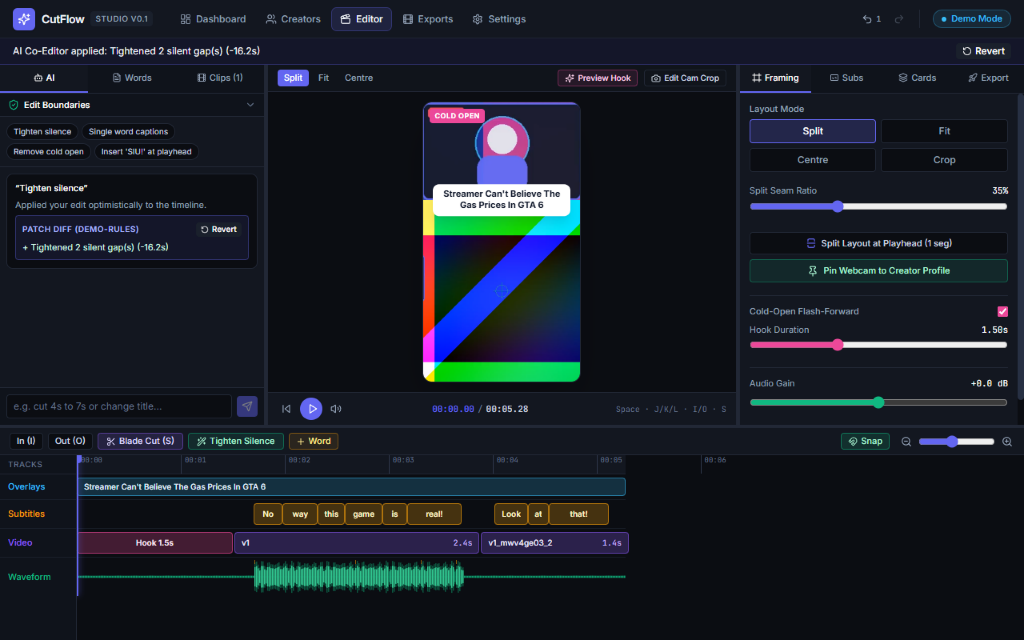 CutFlow STUDIO V0.1 Dashboard Creators Editor Exports Settings 1 Demo Mode
AI Co-Editor applied: Tightened 2 silent gap(s) (-16.2s) Revert
AI Words Clips (1) Split Fit Centre Preview Hook Edit Cam Crop Framing Subs Cards Export
Edit Boundaries
Tighten silence Single word captions
Remove cold open Insert 'SIU!' at playhead
"Tighten silence"
Applied your edit optimistically to the timeline.
PATCH DIFF (DEMO-RULES) Revert
+ Tightened 2 silent gap(s) (-16.2s)
e.g. cut 4s to 7s or change title...
COLD OPEN
Streamer Can't Believe The
Gas Prices In GTA 6
00:00.00 / 00:05.28 Space · J/K/L · I/O · S
Layout Mode
Split Fit
Centre Crop
Split Seam Ratio 35%
Split Layout at Playhead (1 seg)
Pin Webcam to Creator Profile
Cold-Open Flash-Forward
Hook Duration 1.50s
Audio Gain +0.0 dB
In (I) Out (O) Blade Cut (S) Tighten Silence + Word Snap
TRACKS 00:00 00:01 00:02 00:03 00:04 00:05 00:06
Overlays Streamer Can't Believe The Gas Prices In GTA 6
Subtitles No way this game is real! Look at that!
Video Hook 1.5s v1 2.4s v1_mwv4ge03_2 1.4s
Waveform